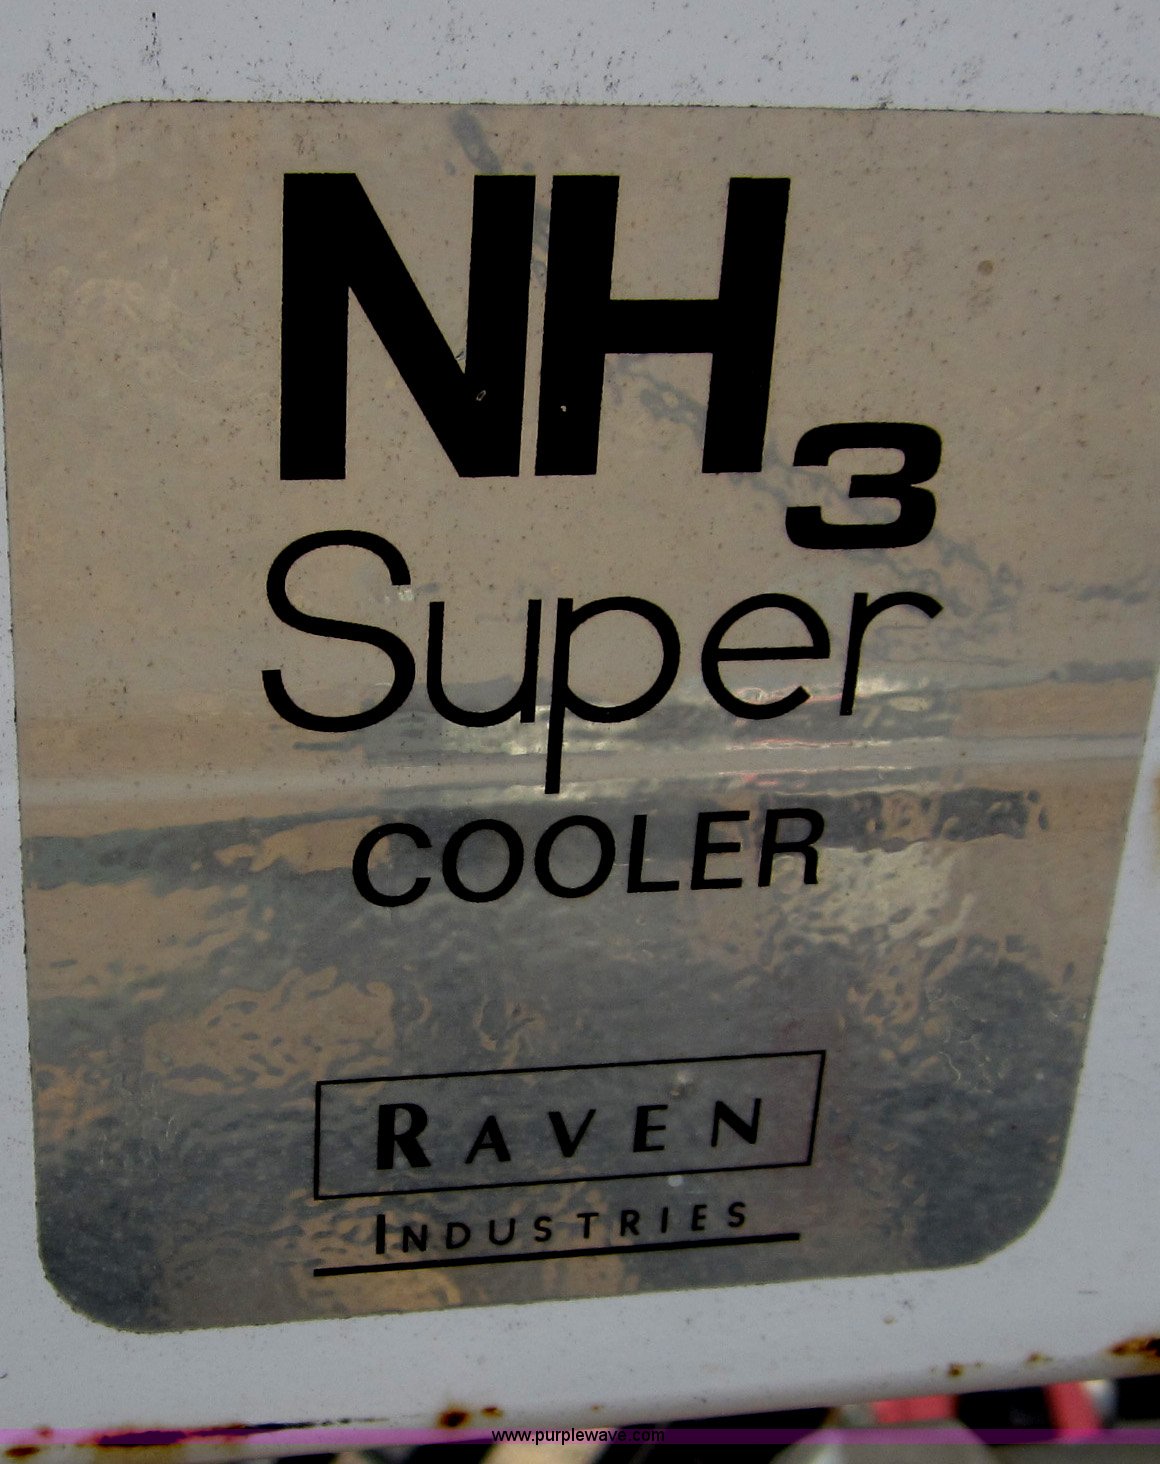 NH3
Super
COOLER
RAVEN
INDUSTRIES
www.purplewave.com